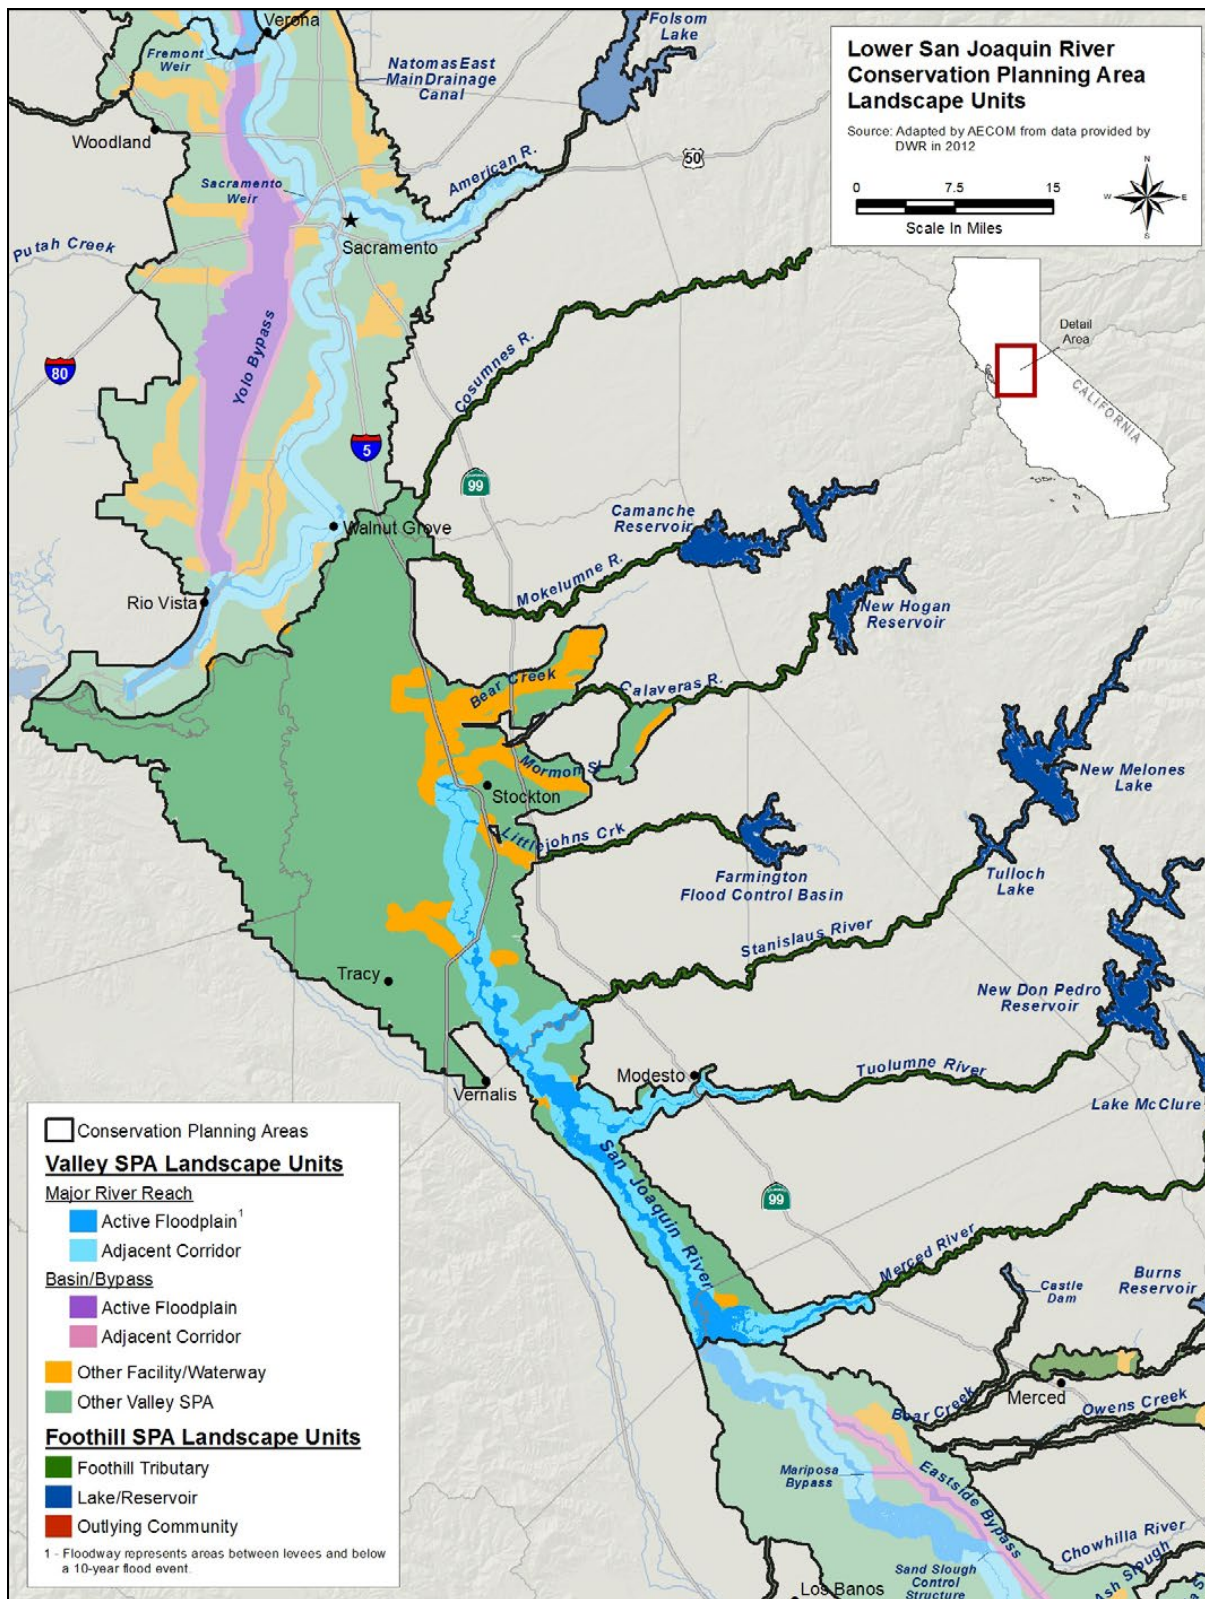 Verona
Folsom
Lake
Fremont
Weir
Natomas East
Main Drainage
Canal
Woodland
50
American R.
Sacramento
Weir
Sacramento
Putah Creek
Lower San Joaquin River
Conservation Planning Area
Landscape Units
Source: Adapted by AECOM from data provided by
DWR in 2012
N
W
E
S
0 7.5 15
Scale In Miles
Detail
Area
CALIFORNIA
Yolo Bypass
80
Cosumnes R.
5
99
Walnut Grove
Camanche
Reservoir
Mokelumne R.
Rio Vista
New Hogan
Reservoir
Bear Creek
Calaveras R.
Mormon Sl.
Stockton
New Melones
Lake
Littlejohns Crk
Farmington
Flood Control Basin
Tulloch
Lake
Stanislaus River
Tracy
New Don Pedro
Reservoir
Modesto
Tuolumne River
Vernalis
Lake McClure
San Joaquin River
99
Merced River
Castle
Dam
Burns
Reservoir
Merced
Bear Creek
Owens Creek
Mariposa
Bypass
Eastside Bypass
Chowhilla River
Ash Slough
Sand Slough
Control
Structure
Los Banos
Conservation Planning Areas
Valley SPA Landscape Units
Major River Reach
Active Floodplain1
Adjacent Corridor
Basin/Bypass
Active Floodplain
Adjacent Corridor
Other Facility/Waterway
Other Valley SPA
Foothill SPA Landscape Units
Foothill Tributary
Lake/Reservoir
Outlying Community
1 - Floodway represents areas between levees and below
a 10-year flood event.